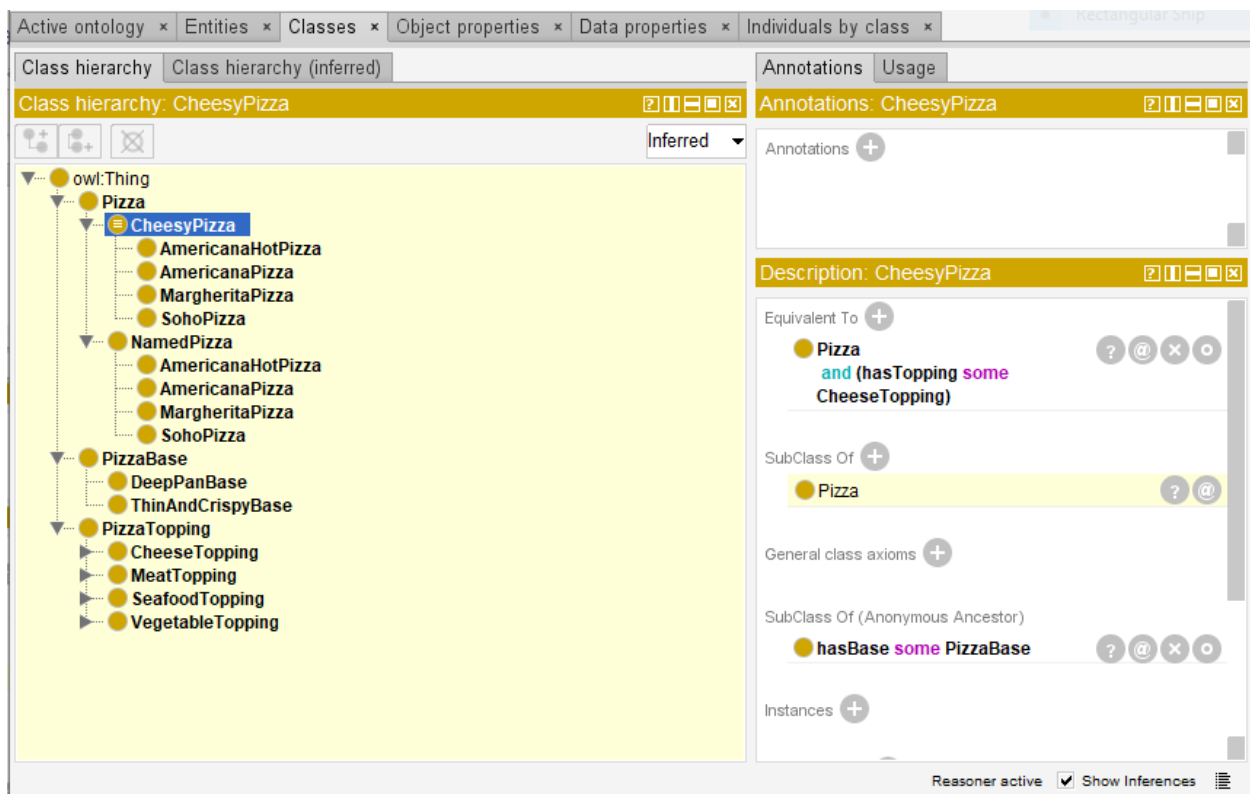 Rectangular Snip
Active ontology × Entities × Classes × Object properties × Data properties × Individuals by class ×
Class hierarchy Class hierarchy (inferred)
Class hierarchy: CheesyPizza
Inferred
owl:Thing
Pizza
CheesyPizza
AmericanaHotPizza
AmericanaPizza
MargheritaPizza
SohoPizza
NamedPizza
AmericanaHotPizza
AmericanaPizza
MargheritaPizza
SohoPizza
PizzaBase
DeepPanBase
ThinAndCrispyBase
PizzaTopping
CheeseTopping
MeatTopping
SeafoodTopping
VegetableTopping
Annotations Usage
Annotations: CheesyPizza
Annotations
Description: CheesyPizza
Equivalent To
Pizza
and (hasTopping some
CheeseTopping)
SubClass Of
Pizza
General class axioms
SubClass Of (Anonymous Ancestor)
hasBase some PizzaBase
Instances
Reasoner active Show Inferences